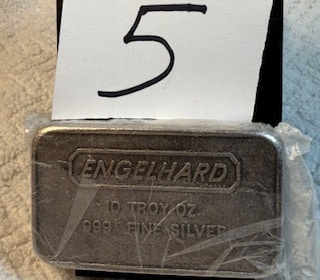 5
ENGELHARD
10 TROY OZ.
999+ FINE SILVER